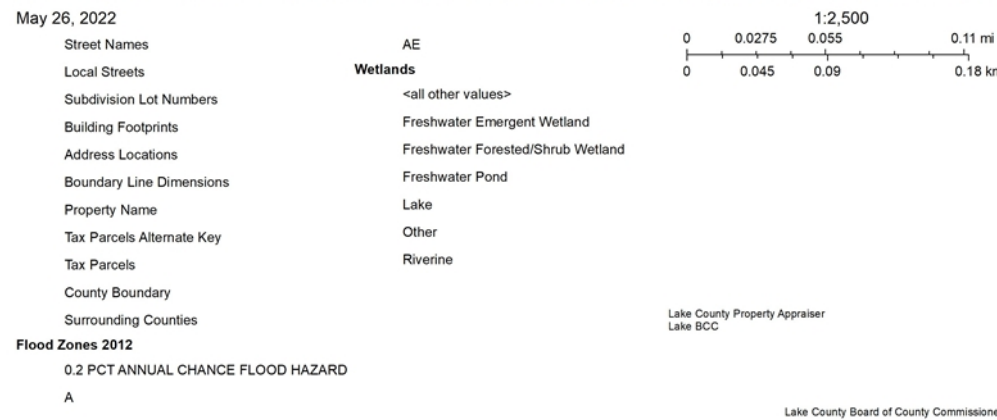 May 26, 2022
Street Names
Local Streets
Subdivision Lot Numbers
Building Footprints
Address Locations
Boundary Line Dimensions
Property Name
Tax Parcels Alternate Key
Tax Parcels
County Boundary
Surrounding Counties
Flood Zones 2012
0.2 PCT ANNUAL CHANCE FLOOD HAZARD
A
AE
Wetlands
<all other values>
Freshwater Emergent Wetland
Freshwater Forested/Shrub Wetland
Freshwater Pond
Lake
Other
Riverine
1:2,500
0 0.0275 0.055 0.11 mi
0 0.045 0.09 0.18 km
Lake County Property Appraiser
Lake BCC
Lake County Board of County Commissione